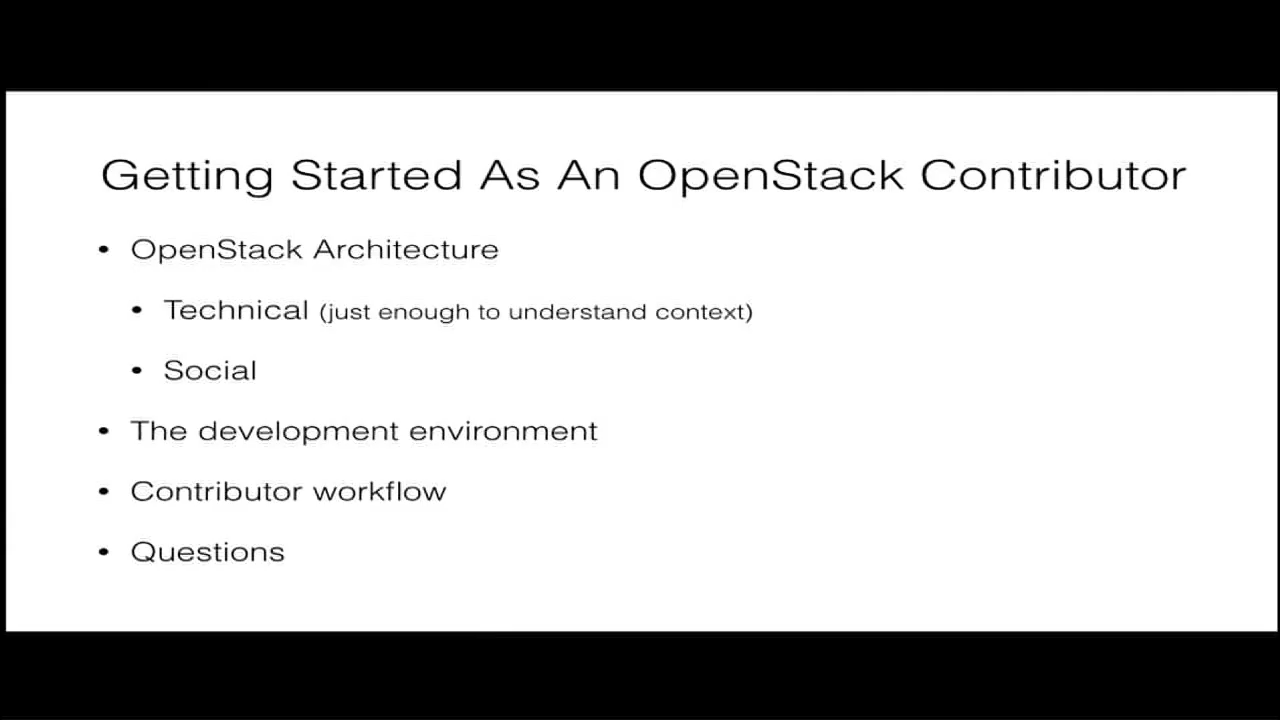 Getting Started As An OpenStack Contributor
• OpenStack Architecture
• Technical (just enough to understand context)
• Social
• The development environment
• Contributor workflow
• Questions